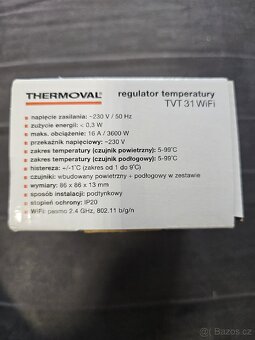 THERMOVAL
regulator temperatury
TVT 31 WiFi
napięcie zasilania: ~230 V / 50 Hz
zużycie energii: < 0,3 W
maks. obciążenie: 16 A / 3600 W
przekaźnik napięciowy: ~230 V
zakres temperatury (czujnik powietrzny): 5-99°C
zakres temperatury (czujnik podłogowy): 5-99°C
histereza: +/-1°C (zakres od 1 do 9°C)
czujniki: wbudowany powietrzny + podłogowy w zestawie
wymiary: 86 x 86 x 13 mm
sposób instalacji: podtynkowy
stopień ochrony: IP20
WiFi: pasmo 2.4 GHz, 802.11 b/g/n
sbazar.cz